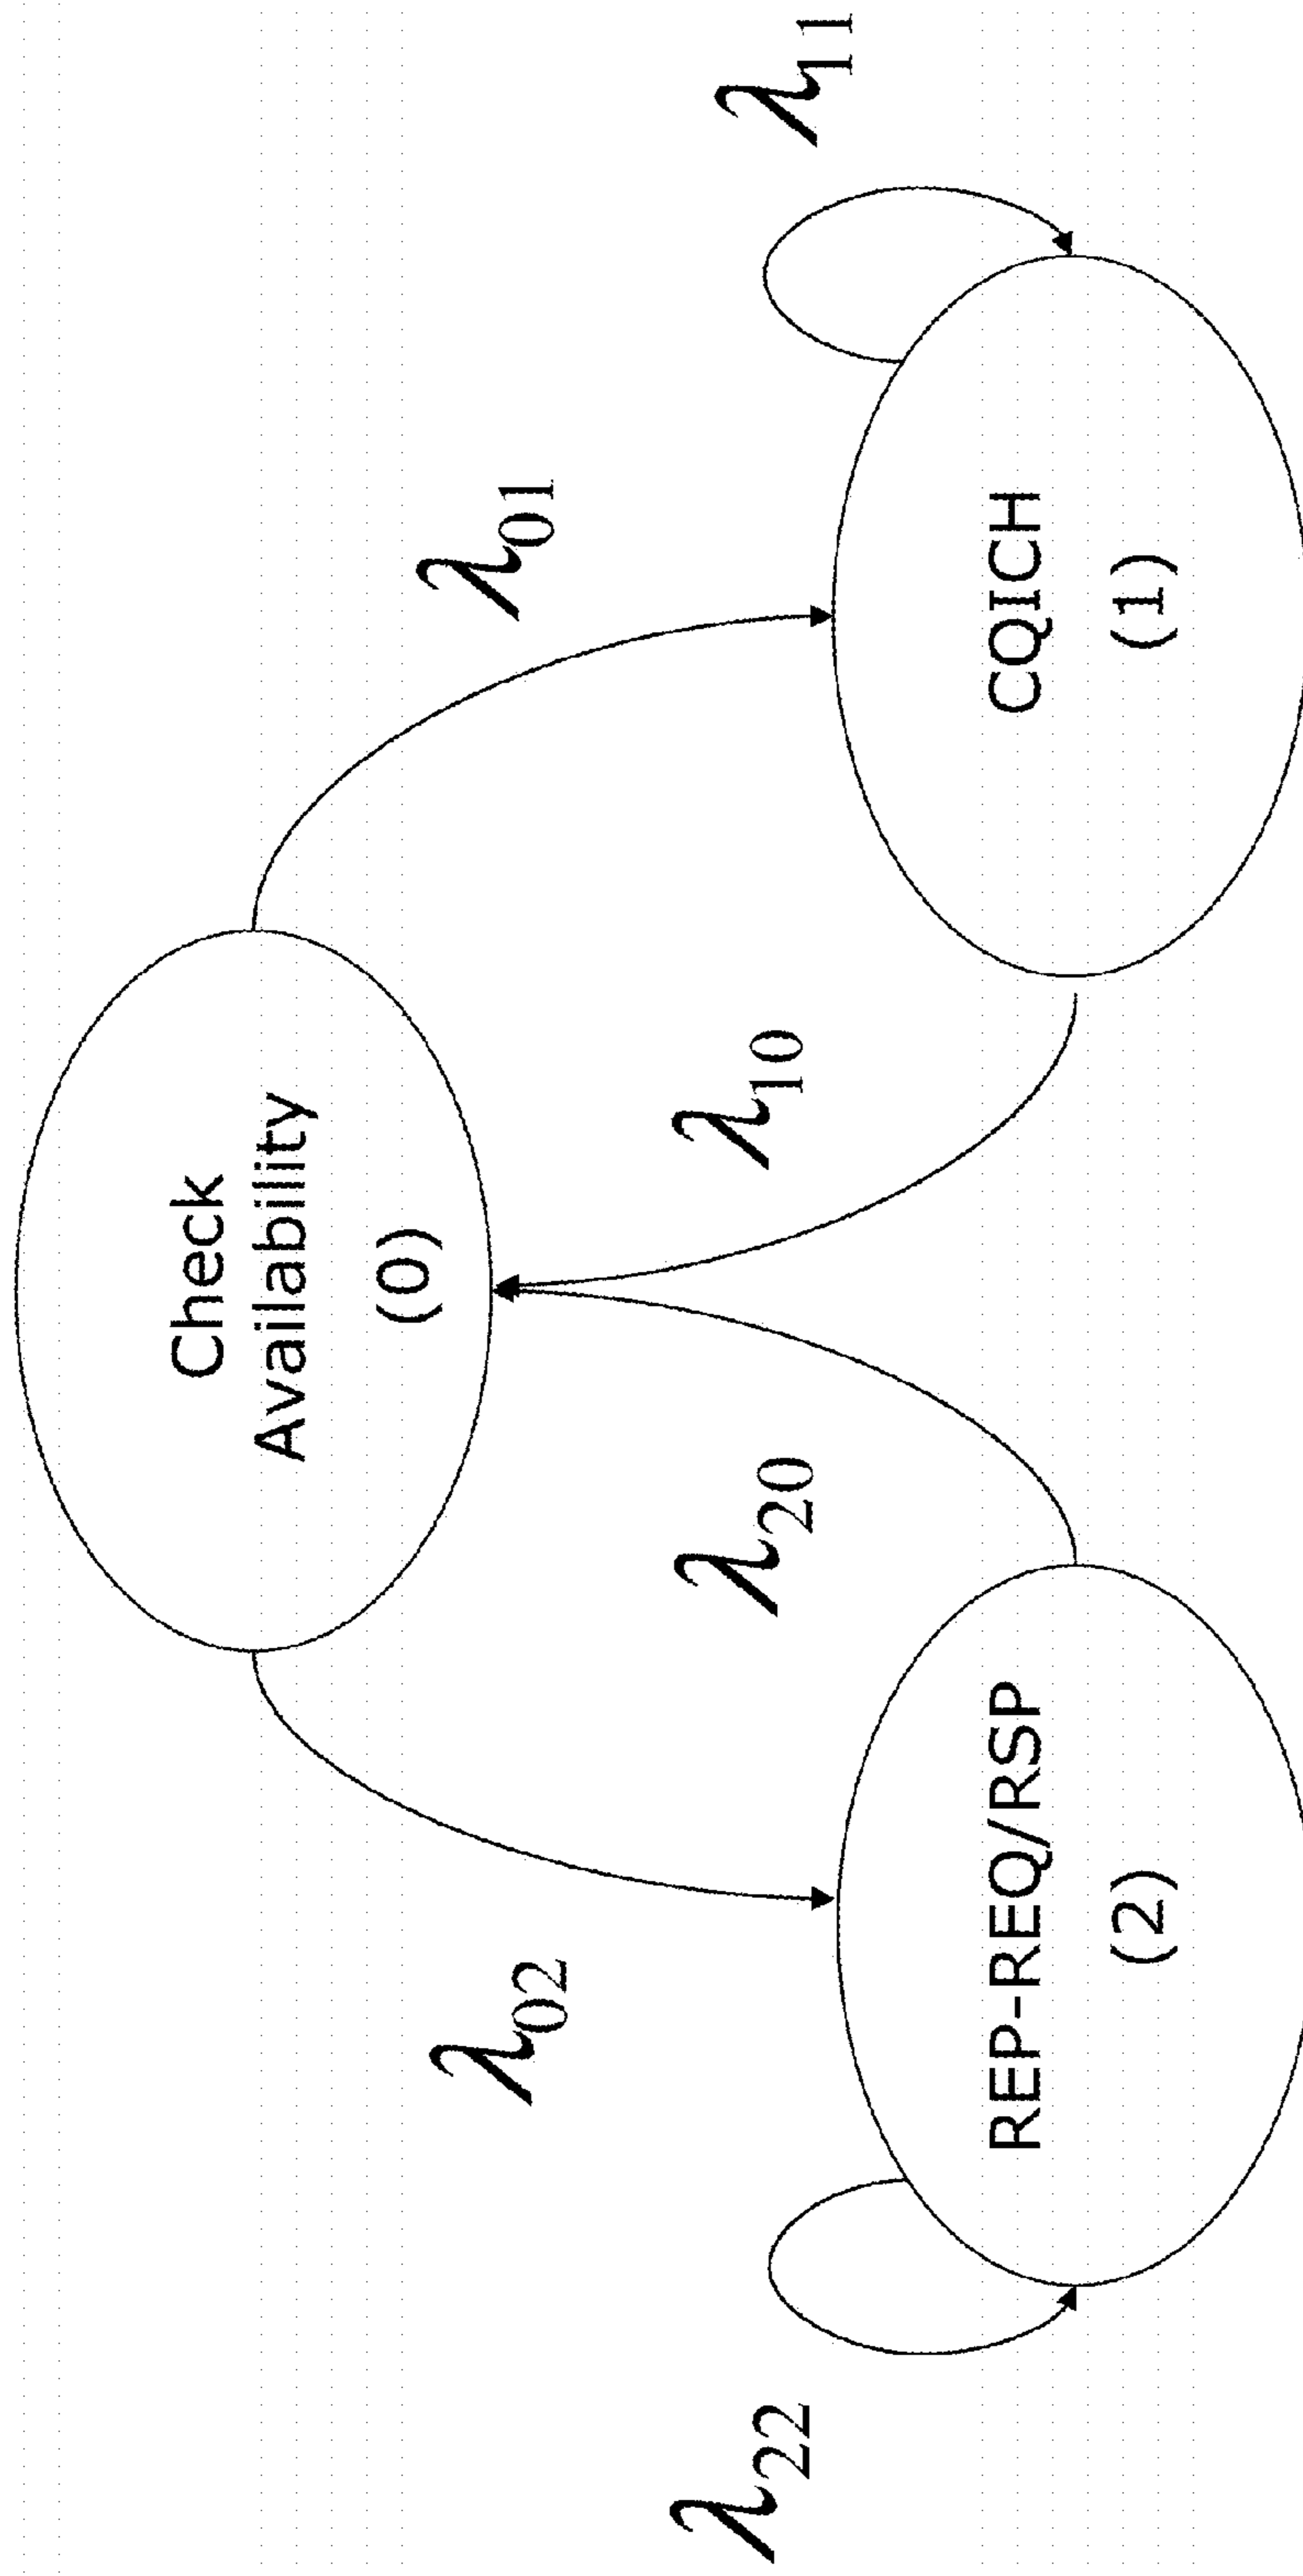 Check
Availability
(0)
λ02
λ01
λ20
λ10
λ22
λ11
REP-REQ/RSP
(2)
CQICH
(1)